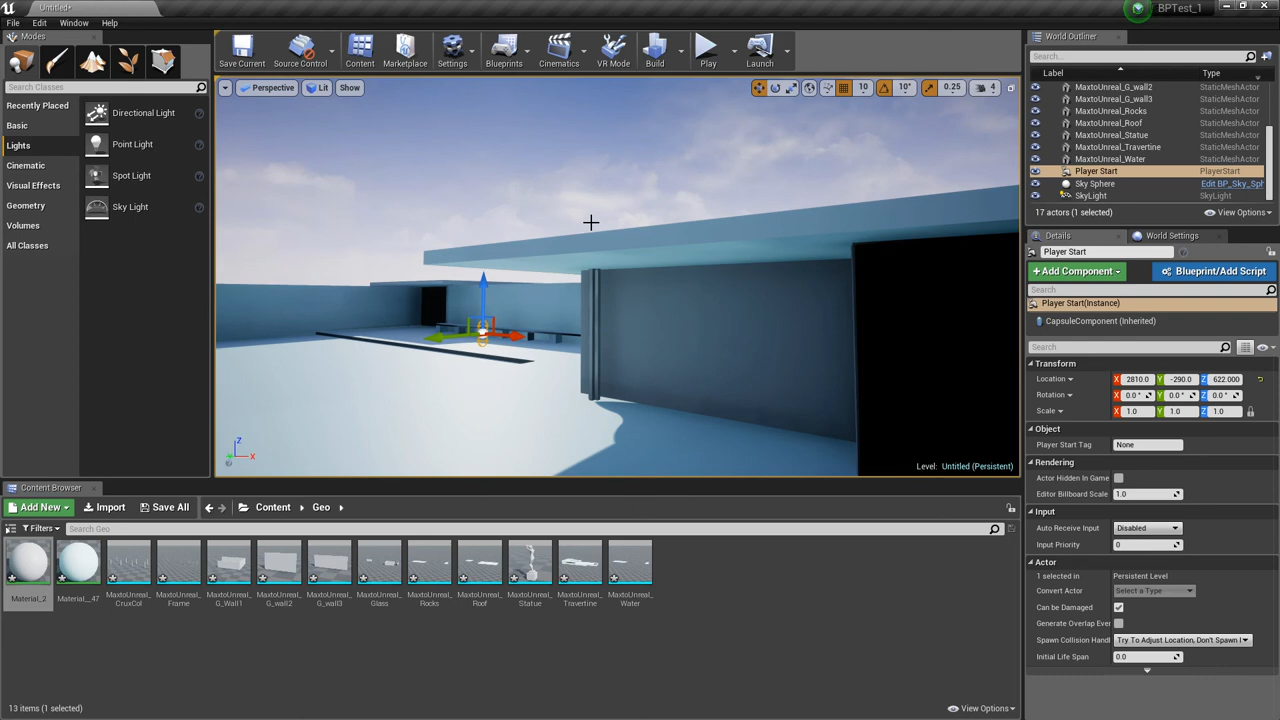 Untitled*
BPTest_1
File Edit Window Help
Modes
Search Classes
Recently Placed
Basic
Lights
Cinematic
Visual Effects
Geometry
Volumes
All Classes
Directional Light
Point Light
Spot Light
Sky Light
Save Current
Source Control
Content
Marketplace
Settings
Blueprints
Cinematics
VR Mode
Build
Play
Launch
Perspective Lit Show
10 10° 0.25 4
Level: Untitled (Persistent)
Z
X
World Outliner
Search...
Label Type
MaxtoUnreal_G_wall2 StaticMeshActor
MaxtoUnreal_G_wall3 StaticMeshActor
MaxtoUnreal_Rocks StaticMeshActor
MaxtoUnreal_Roof StaticMeshActor
MaxtoUnreal_Statue StaticMeshActor
MaxtoUnreal_Travertine StaticMeshActor
MaxtoUnreal_Water StaticMeshActor
Player Start PlayerStart
Sky Sphere Edit BP_Sky_Sph
SkyLight SkyLight
17 actors (1 selected) View Options
Details World Settings
Player Start
+Add Component Blueprint/Add Script
Search
Player Start(Instance)
CapsuleComponent (Inherited)
Search
Transform
Location X 2810.0 Y -290.0 Z 622.000
Rotation X 0.0° Y 0.0° Z 0.0°
Scale X 1.0 Y 1.0 Z 1.0
Object
Player Start Tag None
Rendering
Actor Hidden In Game
Editor Billboard Scale 1.0
Input
Auto Receive Input Disabled
Input Priority 0
Actor
1 selected in Persistent Level
Convert Actor Select a Type
Can be Damaged
Generate Overlap Even
Spawn Collision Handl Try To Adjust Location, Don't Spawn I
Initial Life Span 0.0
Content Browser
Add New Import Save All Content Geo
Filters Search Geo
Material_2
Material__47
MaxtoUnreal_
CruxCol
MaxtoUnreal_
Frame
MaxtoUnreal_
G_Wall1
MaxtoUnreal_
G_wall2
MaxtoUnreal_
G_wall3
MaxtoUnreal_
Glass
MaxtoUnreal_
Rocks
MaxtoUnreal_
Roof
MaxtoUnreal_
Statue
MaxtoUnreal_
Travertine
MaxtoUnreal_
Water
13 items (1 selected) View Options